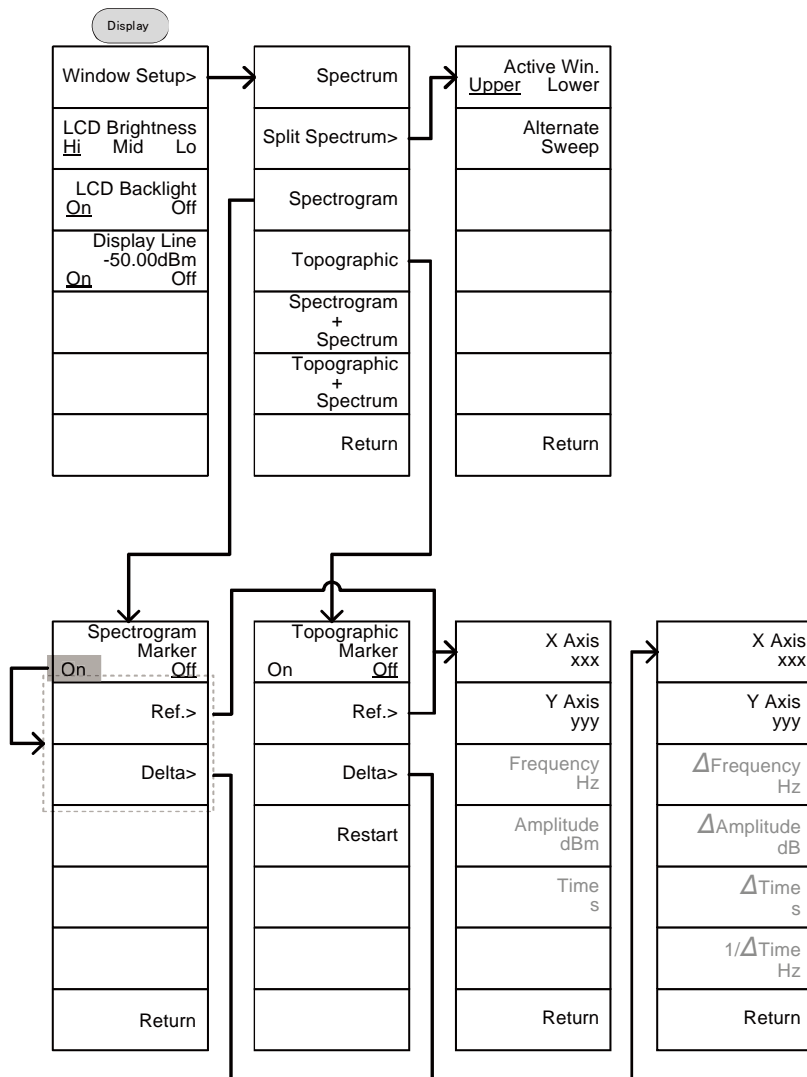 Display
Window Setup>
LCD Brightness
Hi Mid Lo
LCD Backlight
On Off
Display Line
-50.00dBm
On Off
Spectrum
Split Spectrum>
Spectrogram
Topographic
Spectrogram
+
Spectrum
Topographic
+
Spectrum
Return
Active Win.
Upper Lower
Alternate
Sweep
Return
Spectrogram
Marker
On Off
Ref.>
Delta>
Return
Topographic
Marker
On Off
Ref.>
Delta>
Restart
X Axis
xxx
Y Axis
yyy
Frequency
Hz
Amplitude
dBm
Time
s
Return
X Axis
xxx
Y Axis
yyy
ΔFrequency
Hz
ΔAmplitude
dB
ΔTime
s
1/ΔTime
Hz
Return